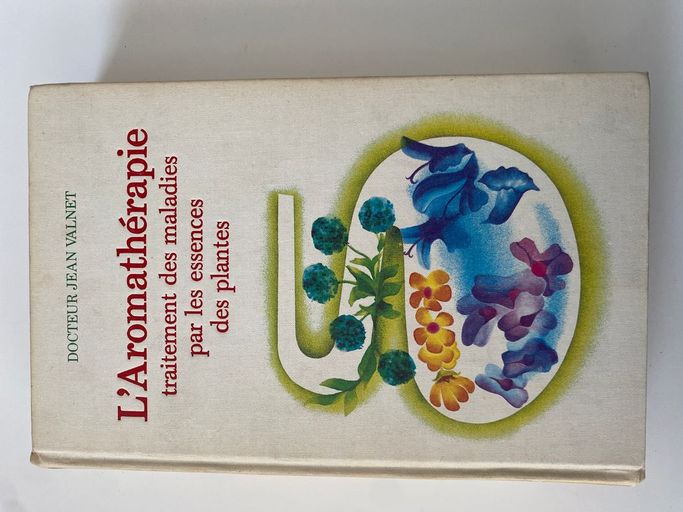 DOCTEUR JEAN VALNET
L'Aromathérapie
traitement des maladies
par les essences
des plantes